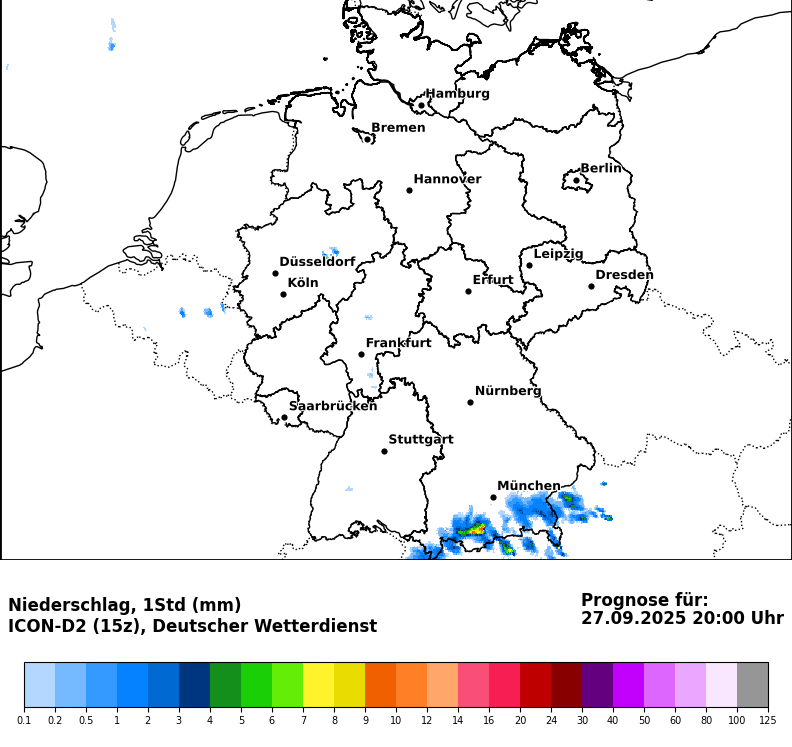 Hamburg
Bremen
Berlin
Hannover
Leipzig
Düsseldorf
Dresden
Köln
Erfurt
Frankfurt
Nürnberg
Saarbrücken
Stuttgart
München
Niederschlag, 1Std (mm)
ICON-D2 (15z), Deutscher Wetterdienst
Prognose für:
27.09.2025 20:00 Uhr
0.1 0.2 0.5 1 2 3 4 5 6 7 8 9 10 12 14 16 20 24 30 40 50 60 80 100 125